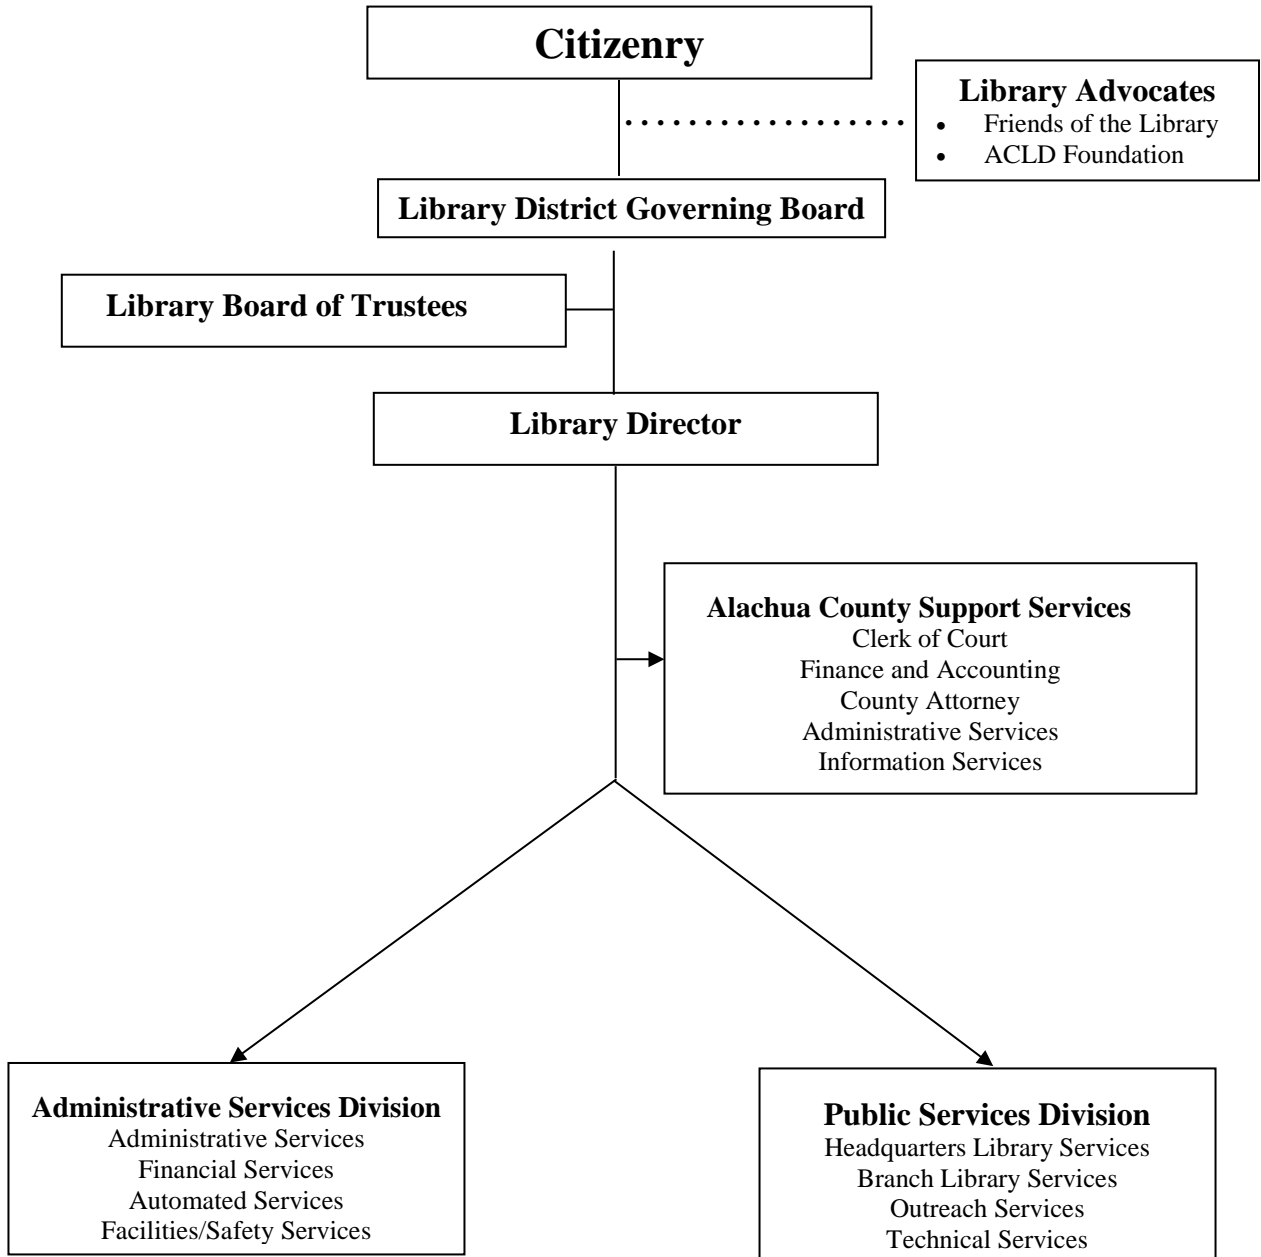 Citizenry
Library Advocates
• Friends of the Library
• ACLD Foundation
Library District Governing Board
Library Board of Trustees
Library Director
Alachua County Support Services
Clerk of Court
Finance and Accounting
County Attorney
Administrative Services
Information Services
Administrative Services Division
Administrative Services
Financial Services
Automated Services
Facilities/Safety Services
Public Services Division
Headquarters Library Services
Branch Library Services
Outreach Services
Technical Services